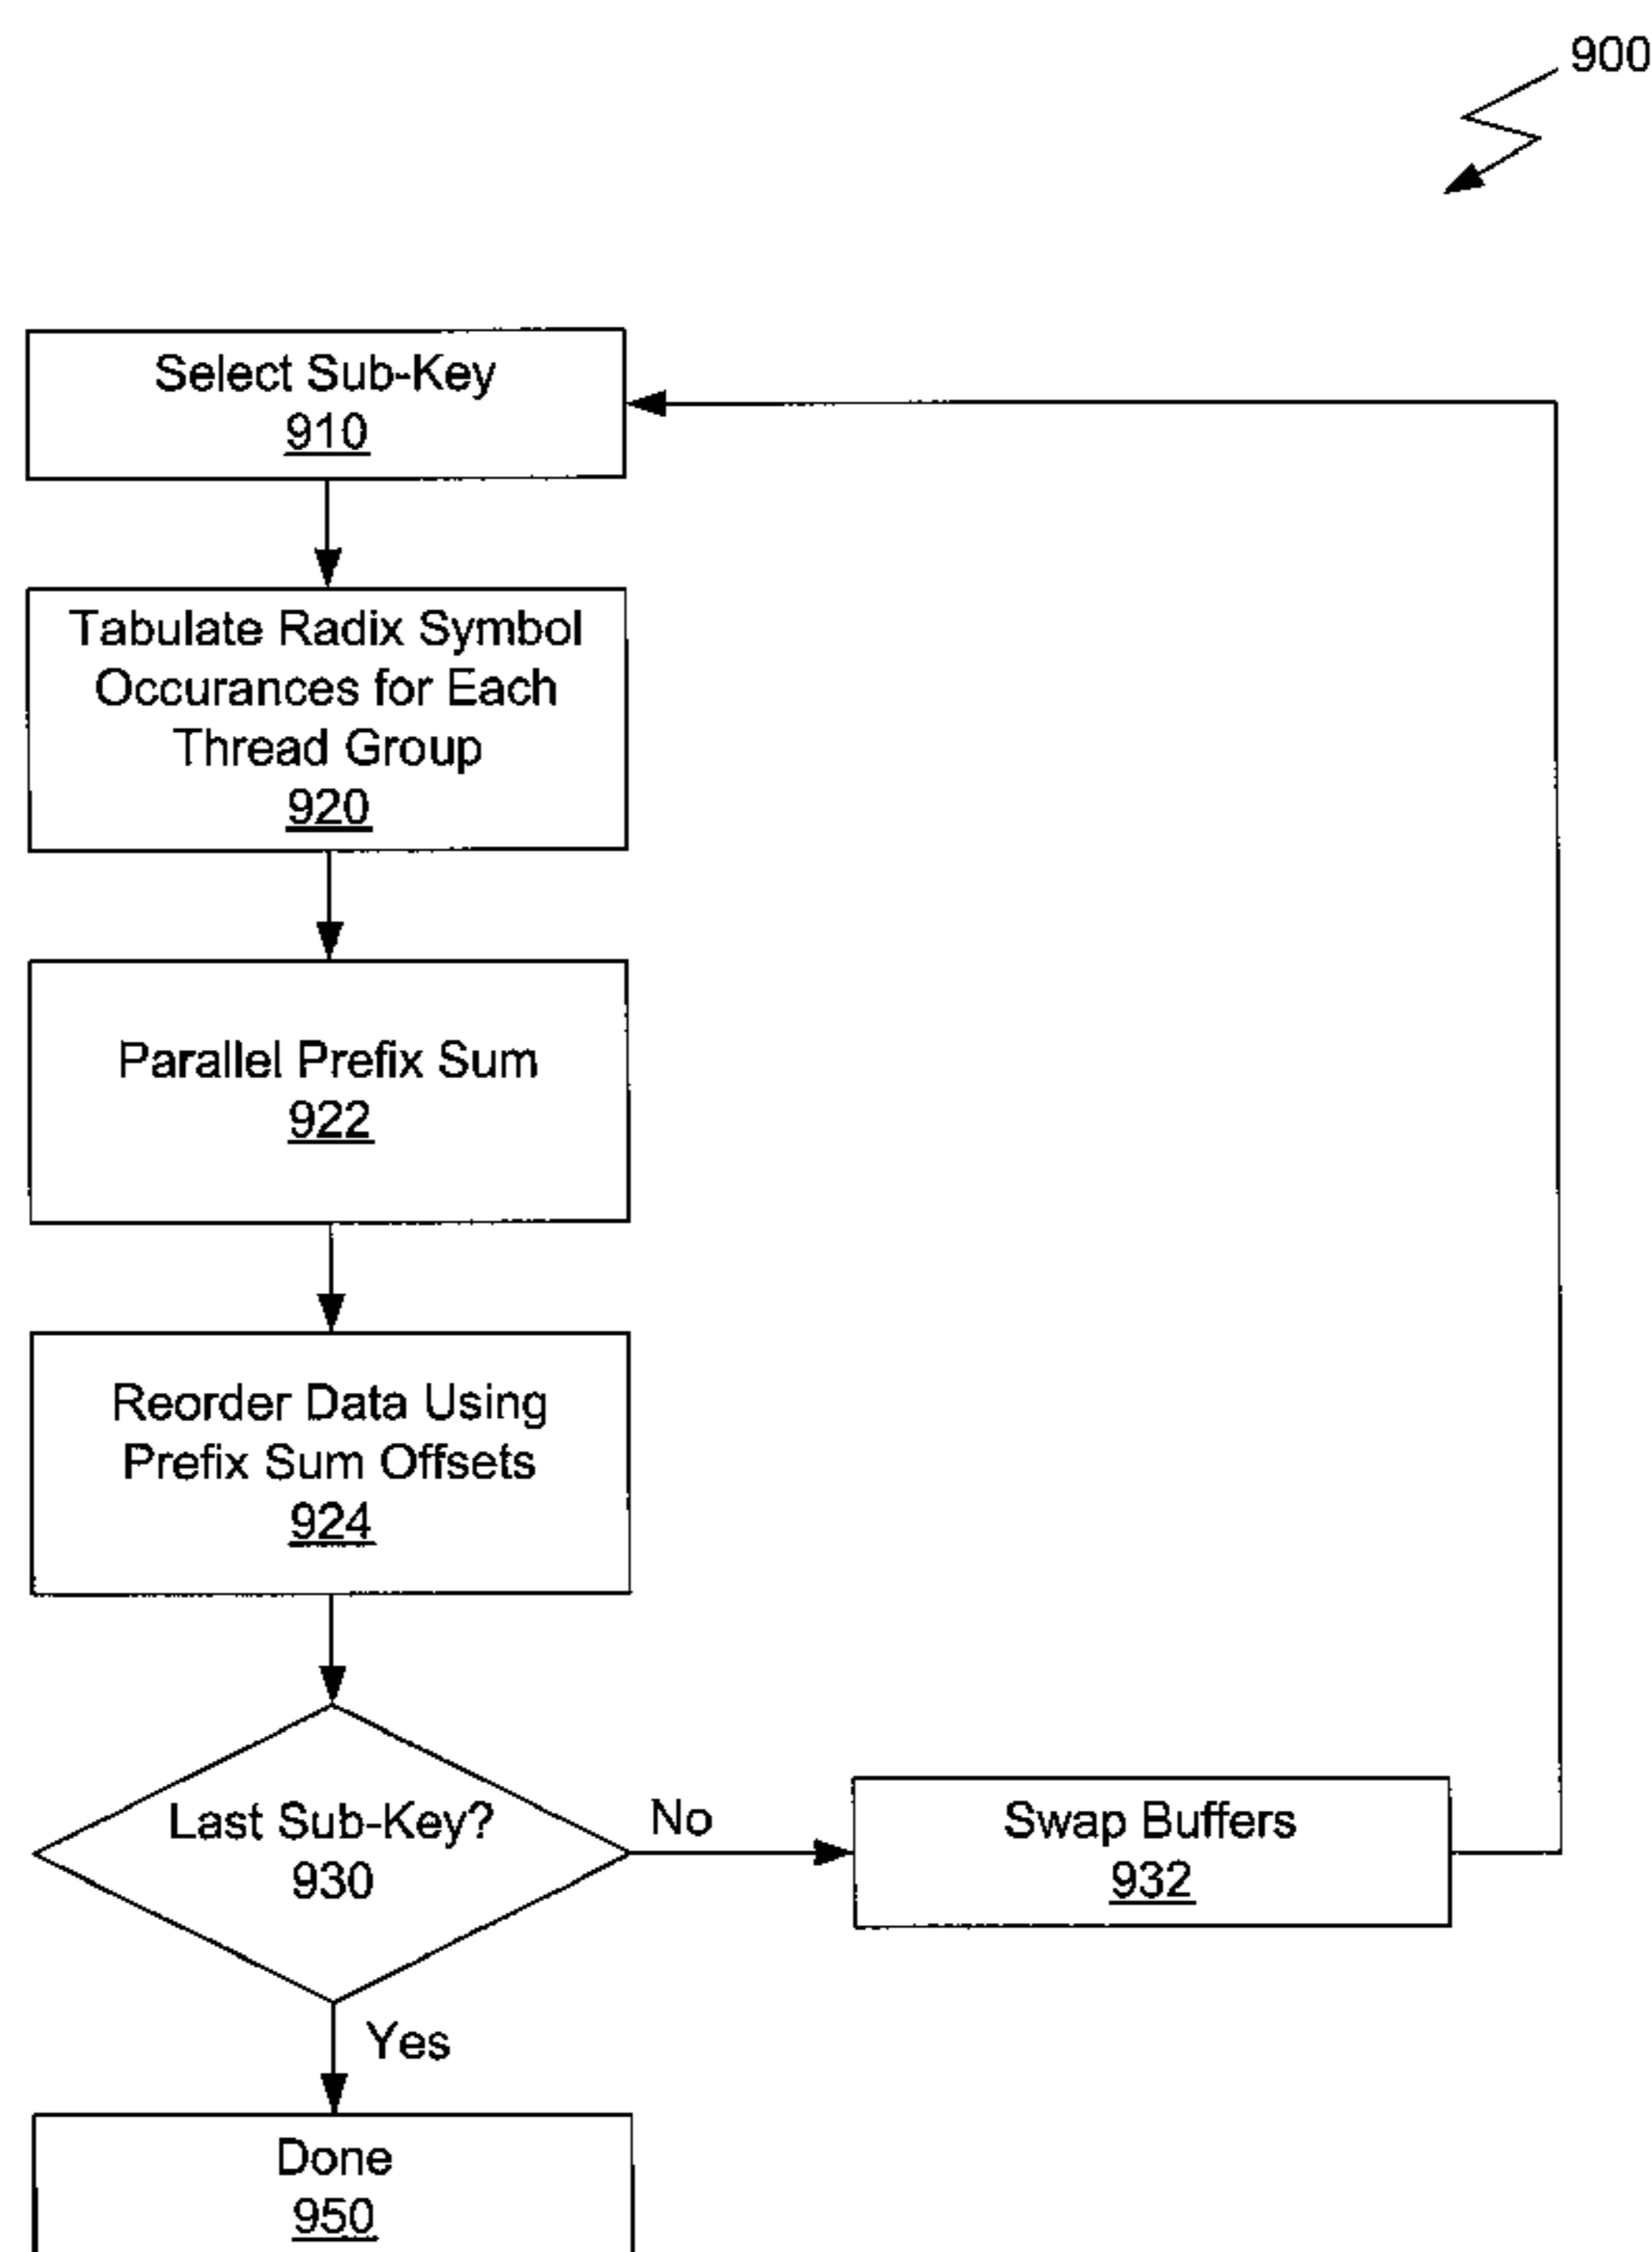 900
Select Sub-Key
910
Tabulate Radix Symbol
Occurances for Each
Thread Group
920
Parallel Prefix Sum
922
Reorder Data Using
Prefix Sum Offsets
924
Last Sub-Key?
930
No
Swap Buffers
932
Yes
Done
950